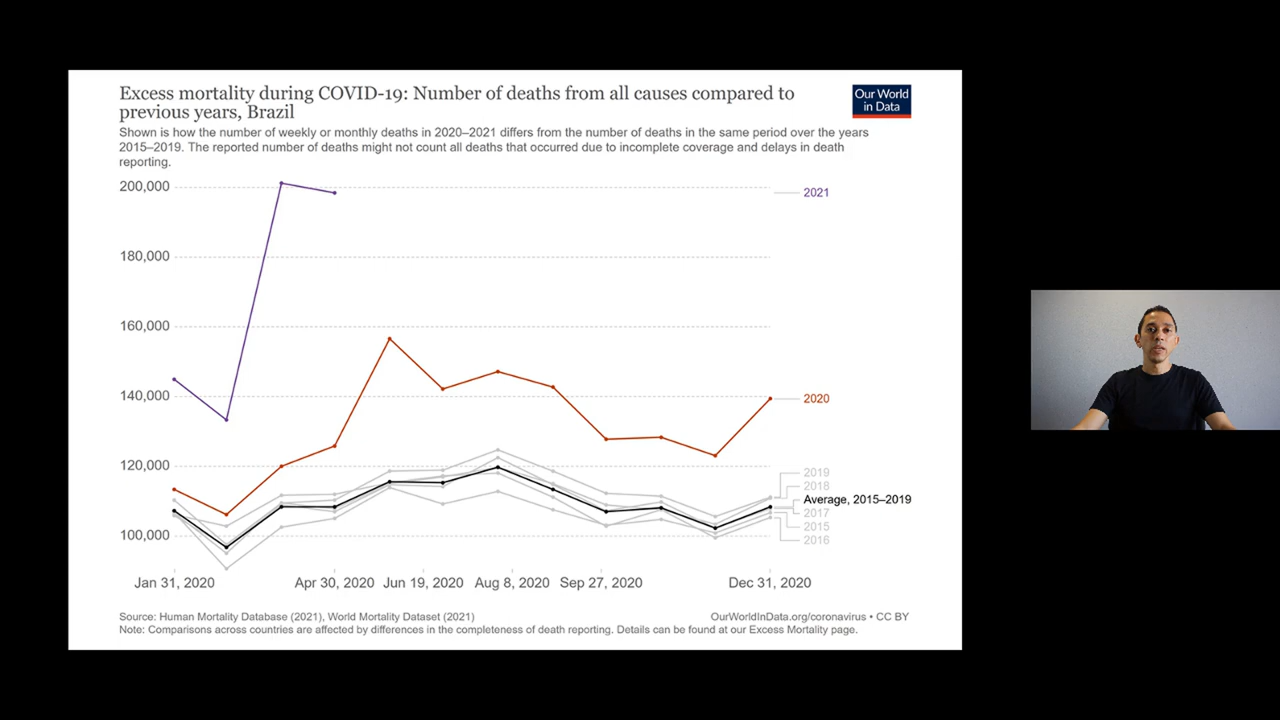 Excess mortality during COVID-19: Number of deaths from all causes compared to
previous years, Brazil
Our World
in Data
Shown is how the number of weekly or monthly deaths in 2020–2021 differs from the number of deaths in the same period over the years
2015–2019. The reported number of deaths might not count all deaths that occurred due to incomplete coverage and delays in death
reporting.
200,000
2021
180,000
160,000
140,000
2020
120,000
2019
2018
Average, 2015–2019
2017
2015
2016
100,000
Jan 31, 2020
Apr 30, 2020
Jun 19, 2020
Aug 8, 2020
Sep 27, 2020
Dec 31, 2020
Source: Human Mortality Database (2021), World Mortality Dataset (2021)
OurWorldInData.org/coronavirus • CC BY
Note: Comparisons across countries are affected by differences in the completeness of death reporting. Details can be found at our Excess Mortality page.